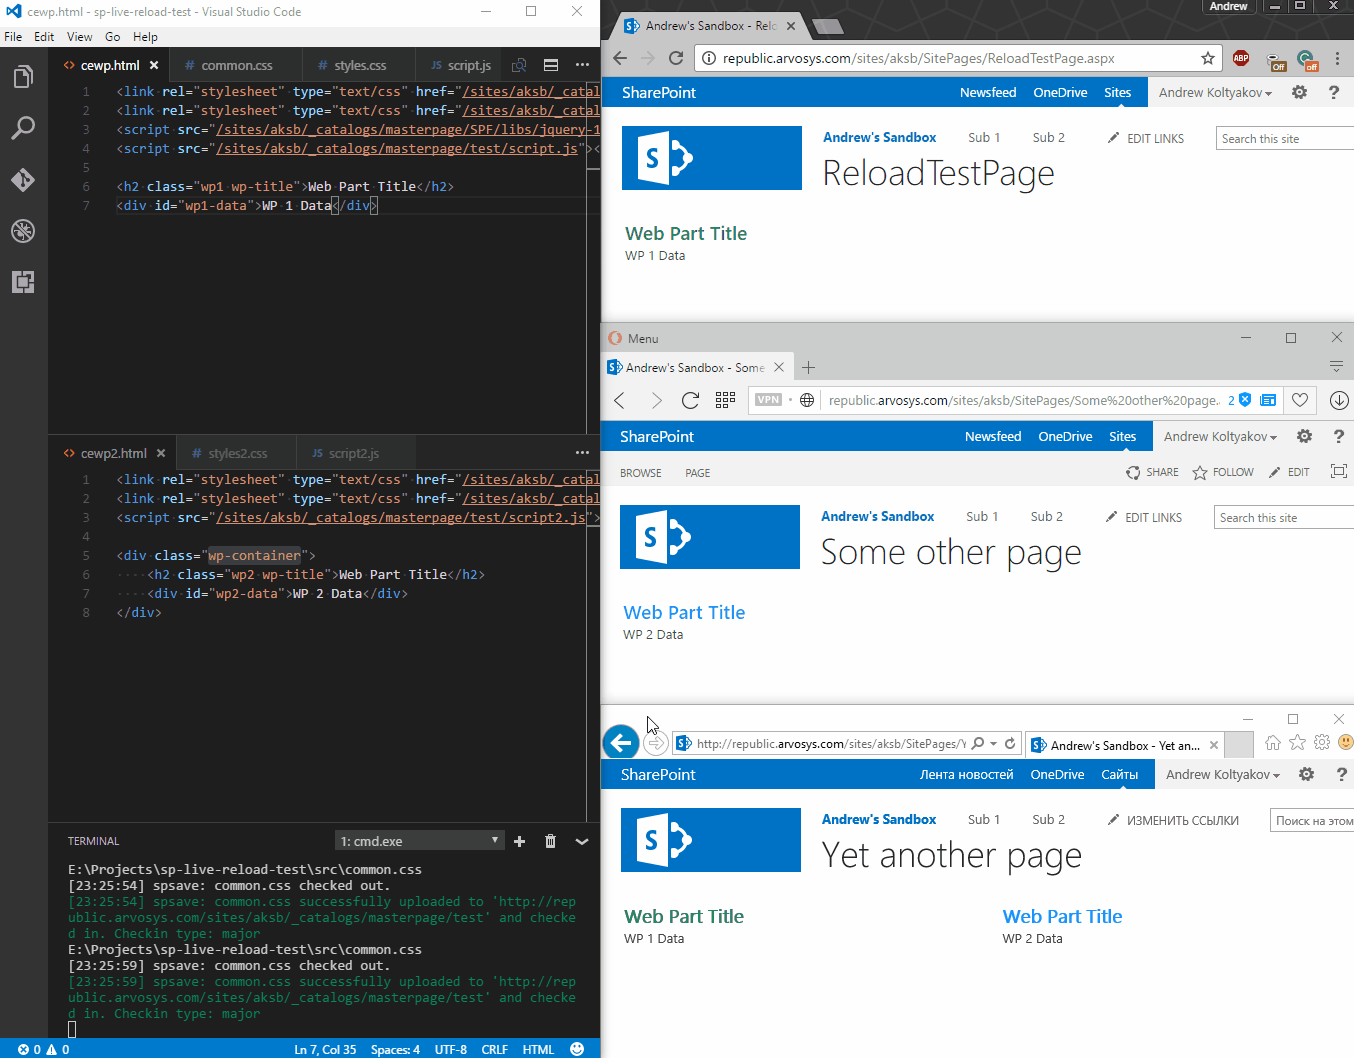 cewp.html - sp-live-reload-test - Visual Studio Code
File Edit View Go Help
cewp.html common.css styles.css script.js
1 <link rel="stylesheet" type="text/css" href="/sites/aksb/_catal
2 <link rel="stylesheet" type="text/css" href="/sites/aksb/_catal
3 <script src="/sites/aksb/_catalogs/masterpage/SPF/libs/jquery-1
4 <script src="/sites/aksb/_catalogs/masterpage/test/script.js"><
5
6 <h2 class="wp1 wp-title">Web Part Title</h2>
7 <div id="wp1-data">WP 1 Data</div>
cewp2.html styles2.css script2.js
1 <link rel="stylesheet" type="text/css" href="/sites/aksb/_catal
2 <link rel="stylesheet" type="text/css" href="/sites/aksb/_catal
3 <script src="/sites/aksb/_catalogs/masterpage/test/script2.js">
4
5 <div class="wp-container">
6 <h2 class="wp2 wp-title">Web Part Title</h2>
7 <div id="wp2-data">WP 2 Data</div>
8 </div>
TERMINAL 1: cmd.exe
E:\Projects\sp-live-reload-test\src\common.css
[23:25:54] spsave: common.css checked out.
[23:25:54] spsave: common.css successfully uploaded to 'http://rep
ublic.arvosys.com/sites/aksb/_catalogs/masterpage/test' and checke
d in. Checkin type: major
E:\Projects\sp-live-reload-test\src\common.css
[23:25:59] spsave: common.css checked out.
[23:25:59] spsave: common.css successfully uploaded to 'http://rep
ublic.arvosys.com/sites/aksb/_catalogs/masterpage/test' and checke
d in. Checkin type: major
0 0 Ln 7, Col 35 Spaces: 4 UTF-8 CRLF HTML
Andrew
Andrew's Sandbox - Relo
republic.arvosys.com/sites/aksb/SitePages/ReloadTestPage.aspx ABP Off off
SharePoint Newsfeed OneDrive Sites Andrew Koltyakov ?
Andrew's Sandbox Sub 1 Sub 2 EDIT LINKS Search this site
ReloadTestPage
Web Part Title
WP 1 Data
Menu
Andrew's Sandbox - Some
VPN republic.arvosys.com/sites/aksb/SitePages/Some%20other%20page. 2
SharePoint Newsfeed OneDrive Sites Andrew Koltyakov ?
BROWSE PAGE SHARE FOLLOW EDIT
Andrew's Sandbox Sub 1 Sub 2 EDIT LINKS Search this site
Some other page
Web Part Title
WP 2 Data
http://republic.arvosys.com/sites/aksb/SitePages/Y Andrew's Sandbox - Yet an...
SharePoint Лента новостей OneDrive Сайты Andrew Koltyakov ?
Andrew's Sandbox Sub 1 Sub 2 ИЗМЕНИТЬ ССЫЛКИ Поиск на этом
Yet another page
Web Part Title Web Part Title
WP 1 Data WP 2 Data